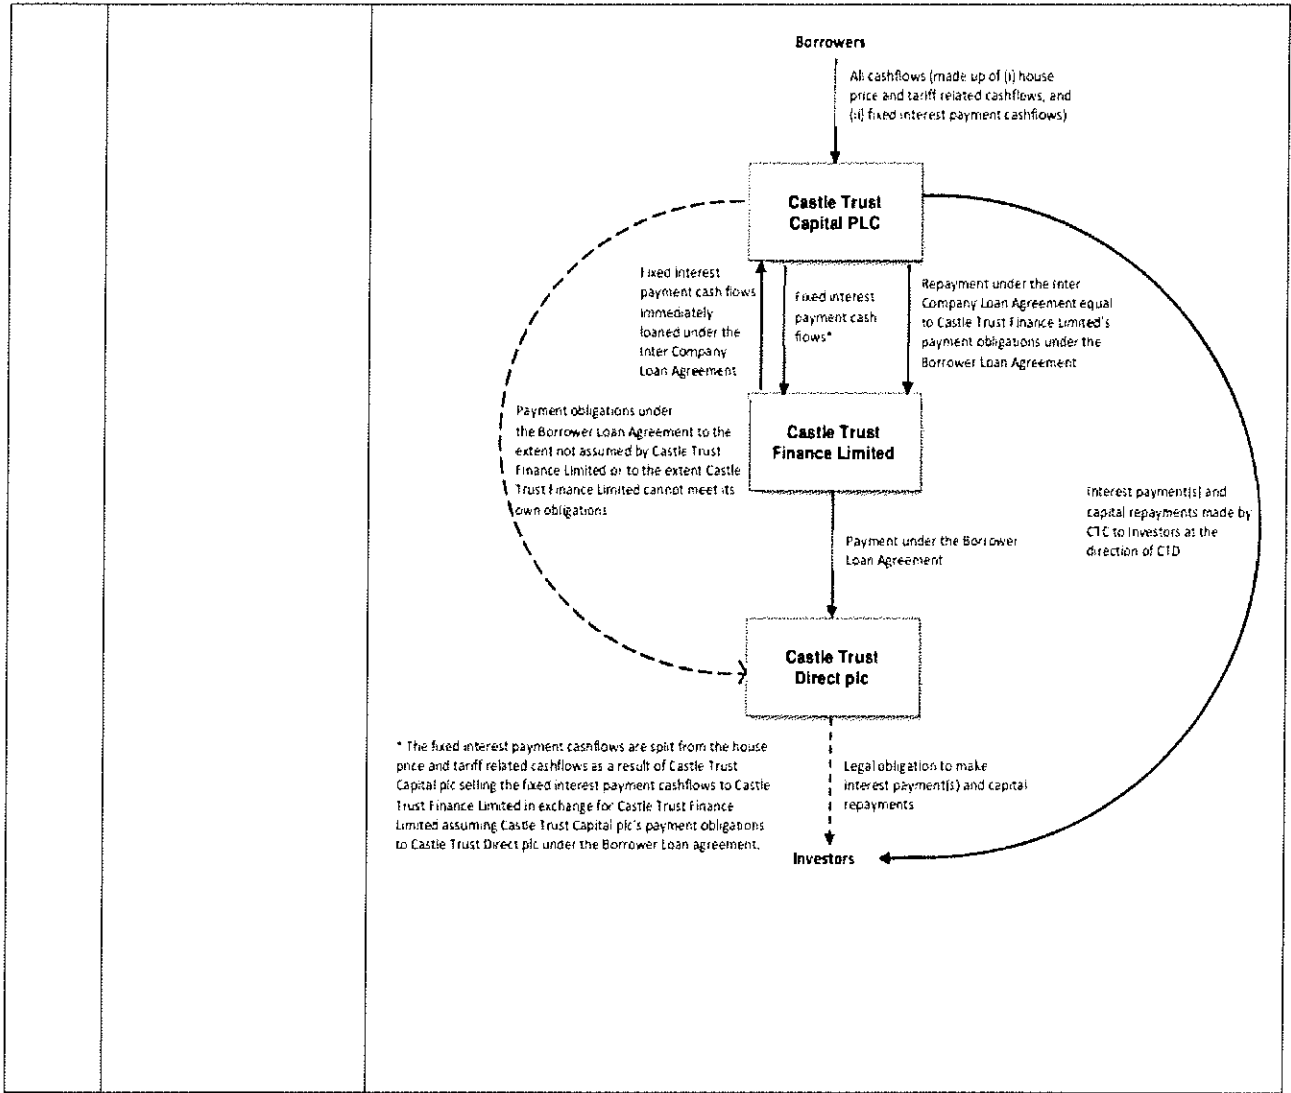 Borrowers
All cashflows (made up of (i) house
price and tariff related cashflows, and
(ii) fixed interest payment cashflows)
Castle Trust
Capital PLC
Fixed interest
payment cash flows
immediately
loaned under the
Inter Company
Loan Agreement
Fixed interest
payment cash
flows*
Repayment under the Inter
Company Loan Agreement equal
to Castle Trust Finance Limited's
payment obligations under the
Borrower Loan Agreement
Payment obligations under
the Borrower Loan Agreement to the
extent not assumed by Castle Trust
Finance Limited or to the extent Castle
Trust Finance Limited cannot meet its
own obligations
Castle Trust
Finance Limited
Interest payment(s) and
capital repayments made by
CTC to Investors at the
direction of CTD
Payment under the Borrower
Loan Agreement
Castle Trust
Direct plc
* The fixed interest payment cashflows are split from the house
price and tariff related cashflows as a result of Castle Trust
Capital plc selling the fixed interest payment cashflows to Castle
Trust Finance Limited in exchange for Castle Trust Finance
Limited assuming Castle Trust Capital plc's payment obligations
to Castle Trust Direct plc under the Borrower Loan agreement.
Legal obligation to make
interest payment(s) and capital
repayments
Investors